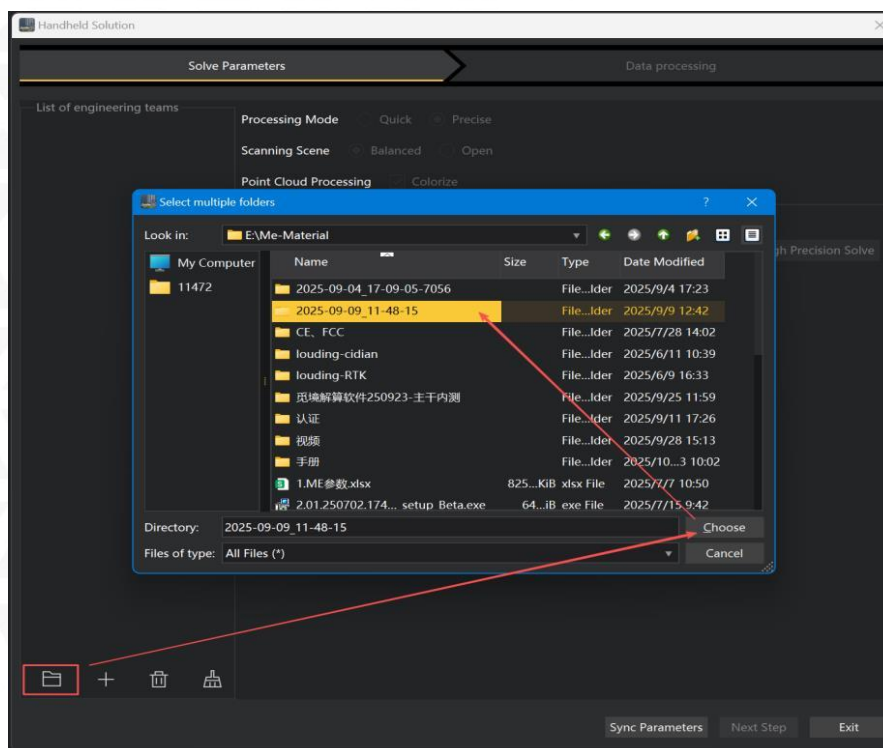 Handheld Solution
Solve Parameters
Data processing
List of engineering teams
Processing Mode Quick Precise
Scanning Scene Balanced Open
Point Cloud Processing Colorize
Select multiple folders ?
Look in: E:\Me-Material
gh Precision Solve
My Computer
11472
Name Size Type Date Modified
2025-09-04_17-09-05-7056 File...lder 2025/9/4 17:23
2025-09-09_11-48-15 File...lder 2025/9/9 12:42
CE、FCC File...lder 2025/7/28 14:02
louding-cidian File...lder 2025/6/11 10:39
louding-RTK File...lder 2025/6/9 16:33
觅境解算软件250923-主干内测 File...lder 2025/9/25 11:59
认证 File...lder 2025/9/11 17:26
视频 File...lder 2025/9/28 15:13
手册 File...lder 2025/10...3 10:02
1.ME参数.xlsx 825...KiB xlsx File 2025/7/7 10:50
2.01.250702.174... setup_Beta.exe 64...iB exe File 2025/7/15 9:42
Directory: 2025-09-09_11-48-15 Choose
Files of type: All Files (*) Cancel
Sync Parameters Next Step Exit